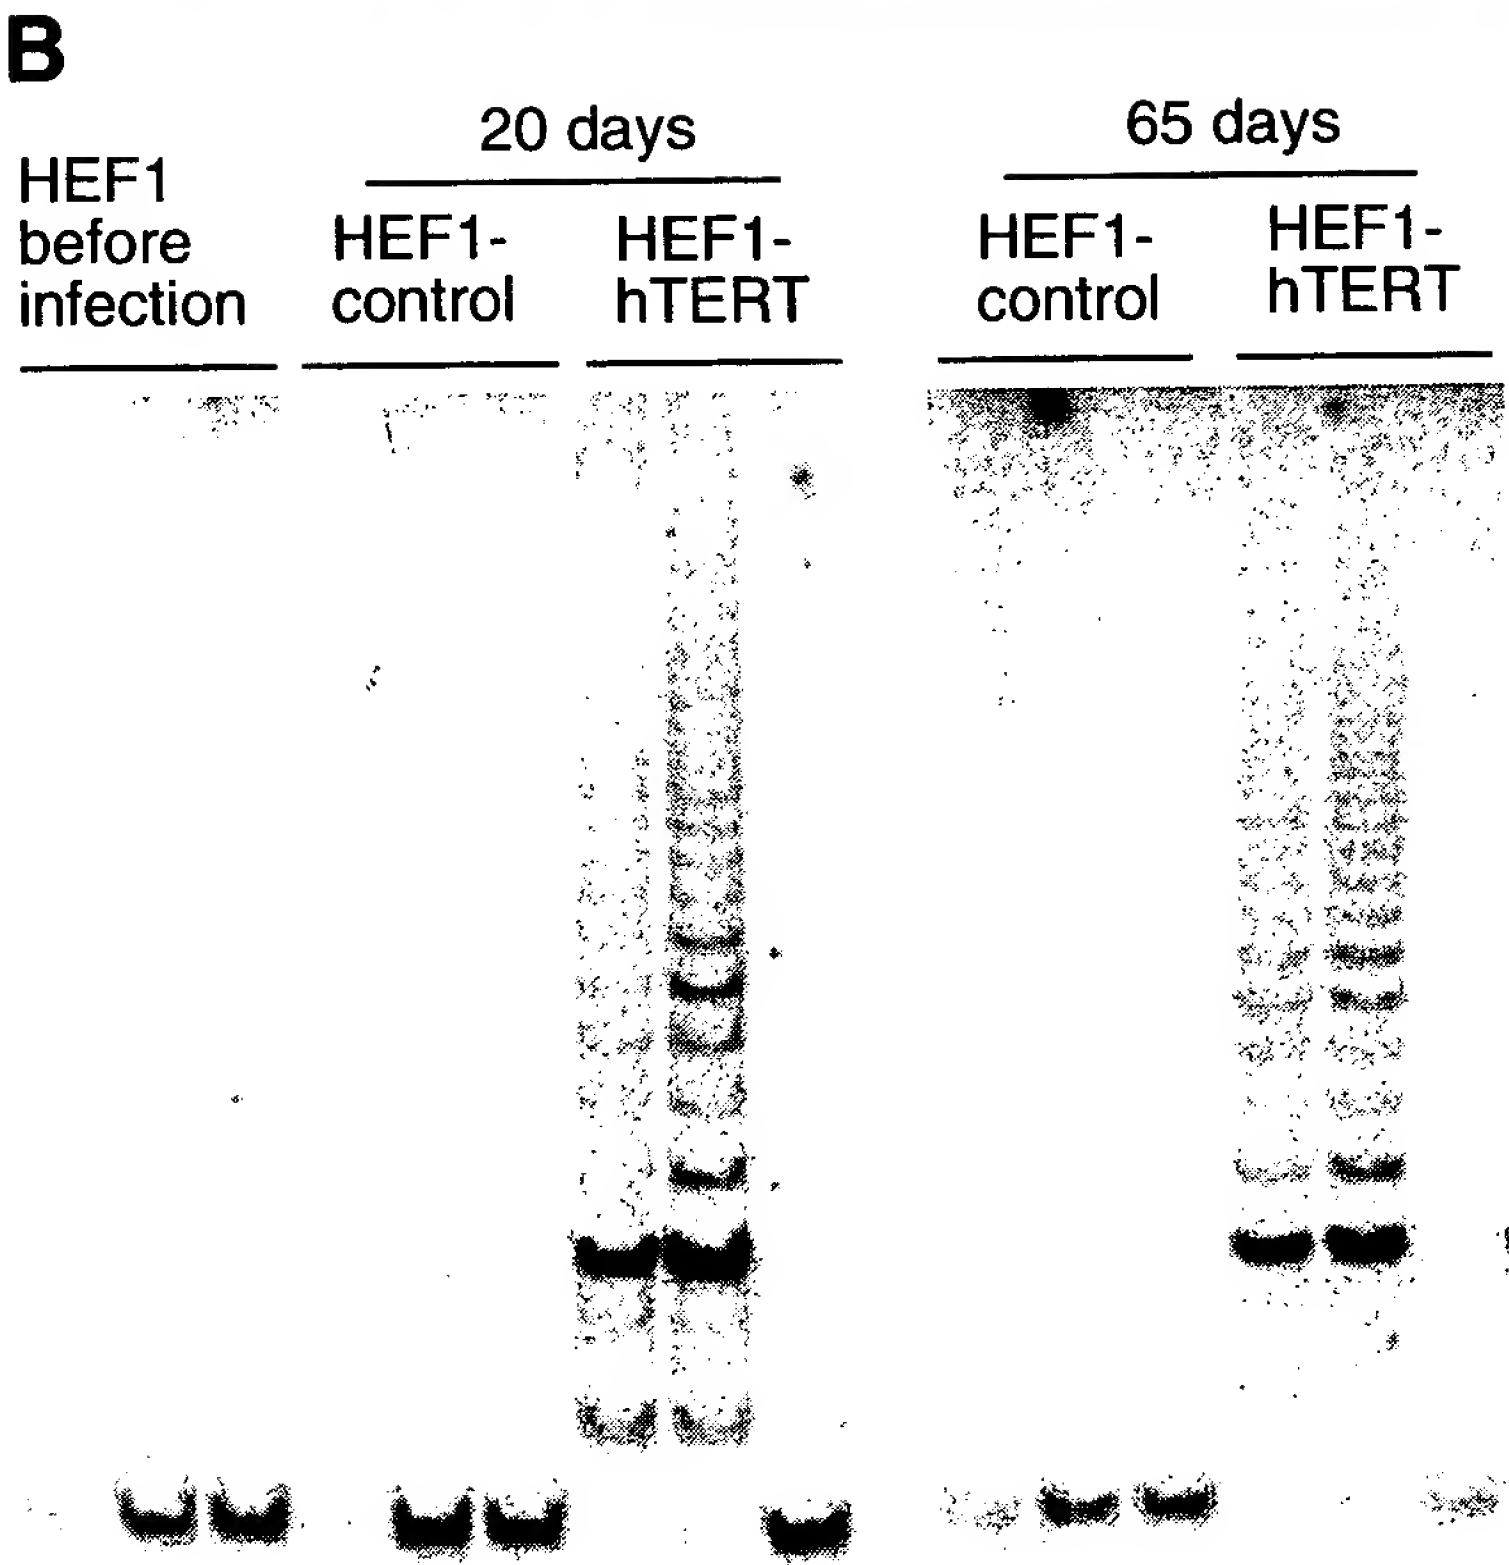 B
20 days
65 days
HEF1
before
infection
HEF1-
control
HEF1-
hTERT
HEF1-
control
HEF1-
hTERT